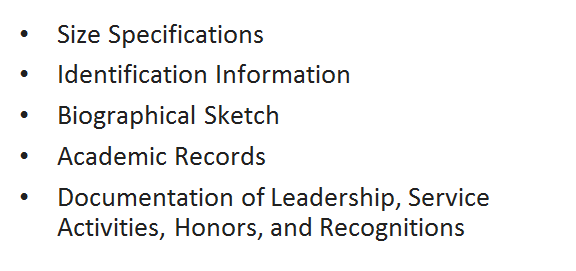 • Size Specifications
• Identification Information
• Biographical Sketch
• Academic Records
• Documentation of Leadership, Service
Activities, Honors, and Recognitions